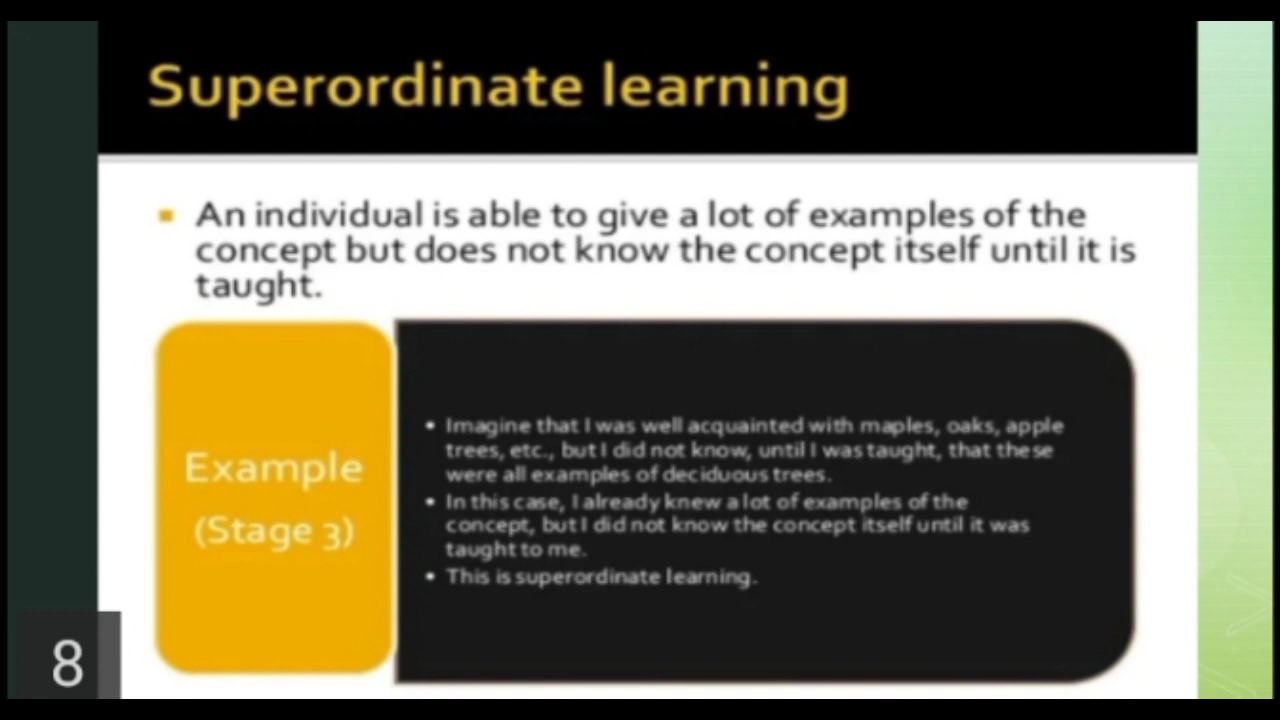 Superordinate learning
▪ An individual is able to give a lot of examples of the
concept but does not know the concept itself until it is
taught.
Example
(Stage 3)
• Imagine that I was well acquainted with maples, oaks, apple
trees, etc., but I did not know, until I was taught, that these
were all examples of deciduous trees.
• In this case, I already knew a lot of examples of the
concept, but I did not know the concept itself until it was
taught to me.
• This is superordinate learning.
8